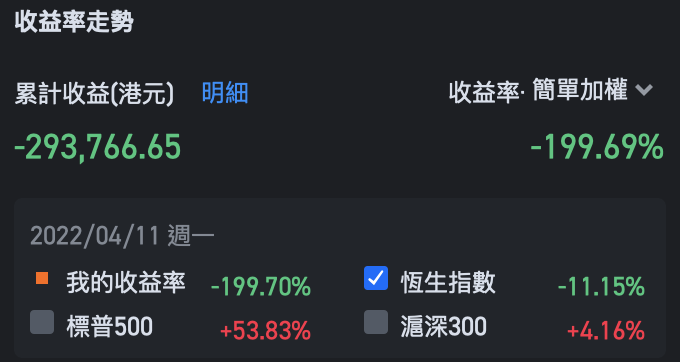 收益率走勢
累計收益(港元) 明細 收益率· 簡單加權
-293,766.65 -199.69%
2022/04/11 週一
我的收益率 -199.70% 恆生指數 -11.15%
標普500 +53.83% 滬深300 +4.16%